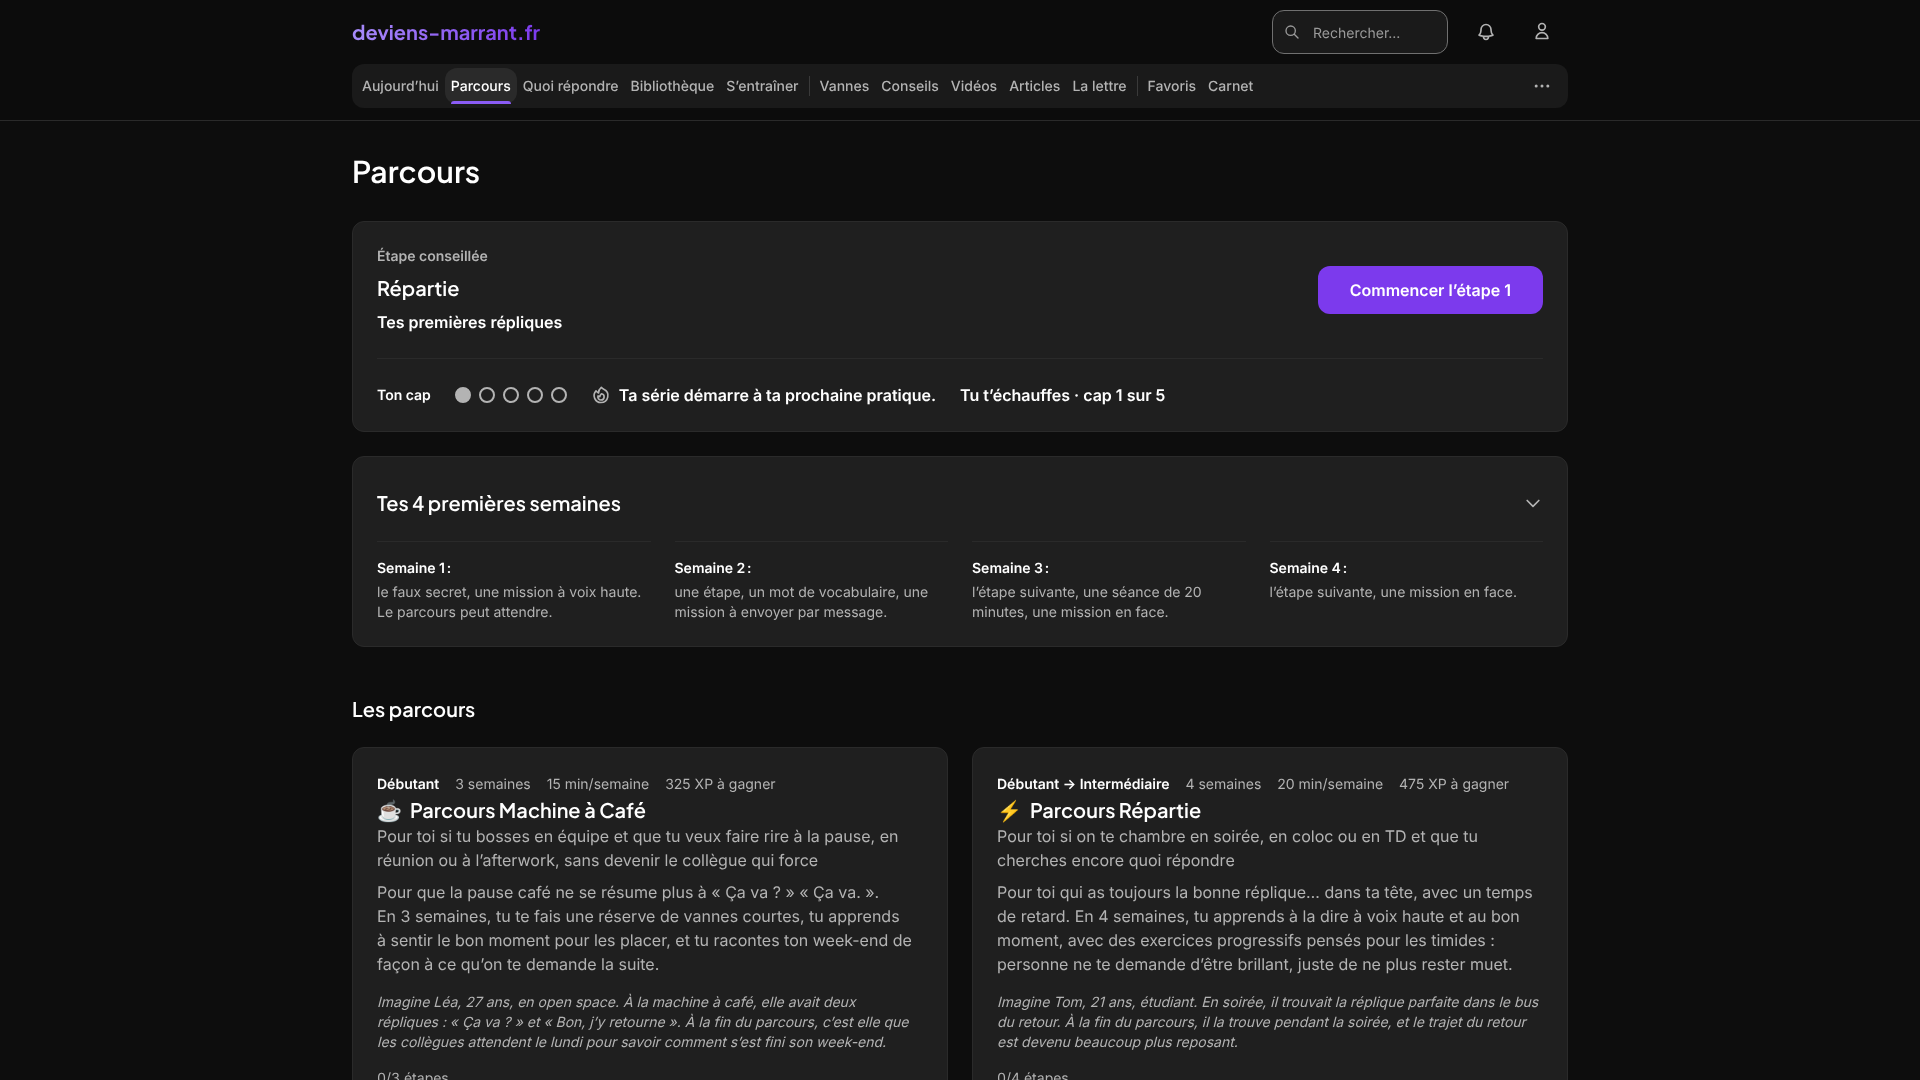 deviens-marrant.fr
Rechercher...
Aujourd’hui Parcours Quoi répondre Bibliothèque S’entraîner Vannes Conseils Vidéos Articles La lettre Favoris Carnet
Parcours
Étape conseillée
Répartie
Tes premières répliques
Commencer l’étape 1
Ton cap
Ta série démarre à ta prochaine pratique.
Tu t’échauffes · cap 1 sur 5
Tes 4 premières semaines
Semaine 1 :
le faux secret, une mission à voix haute.
Le parcours peut attendre.
Semaine 2 :
une étape, un mot de vocabulaire, une
mission à envoyer par message.
Semaine 3 :
l’étape suivante, une séance de 20
minutes, une mission en face.
Semaine 4 :
l’étape suivante, une mission en face.
Les parcours
Débutant 3 semaines 15 min/semaine 325 XP à gagner
☕ Parcours Machine à Café
Pour toi si tu bosses en équipe et que tu veux faire rire à la pause, en
réunion ou à l’afterwork, sans devenir le collègue qui force
Pour que la pause café ne se résume plus à « Ça va ? » « Ça va. ».
En 3 semaines, tu te fais une réserve de vannes courtes, tu apprends
à sentir le bon moment pour les placer, et tu racontes ton week-end de
façon à ce qu’on te demande la suite.
Imagine Léa, 27 ans, en open space. À la machine à café, elle avait deux
répliques : « Ça va ? » et « Bon, j’y retourne ». À la fin du parcours, c’est elle que
les collègues attendent le lundi pour savoir comment s’est fini son week-end.
0/3 étapes
Débutant → Intermédiaire 4 semaines 20 min/semaine 475 XP à gagner
⚡ Parcours Répartie
Pour toi si on te chambre en soirée, en coloc ou en TD et que tu
cherches encore quoi répondre
Pour toi qui as toujours la bonne réplique… dans ta tête, avec un temps
de retard. En 4 semaines, tu apprends à la dire à voix haute et au bon
moment, avec des exercices progressifs pensés pour les timides :
personne ne te demande d’être brillant, juste de ne plus rester muet.
Imagine Tom, 21 ans, étudiant. En soirée, il trouvait la réplique parfaite dans le bus
du retour. À la fin du parcours, il la trouve pendant la soirée, et le trajet du retour
est devenu beaucoup plus reposant.
0/4 étapes